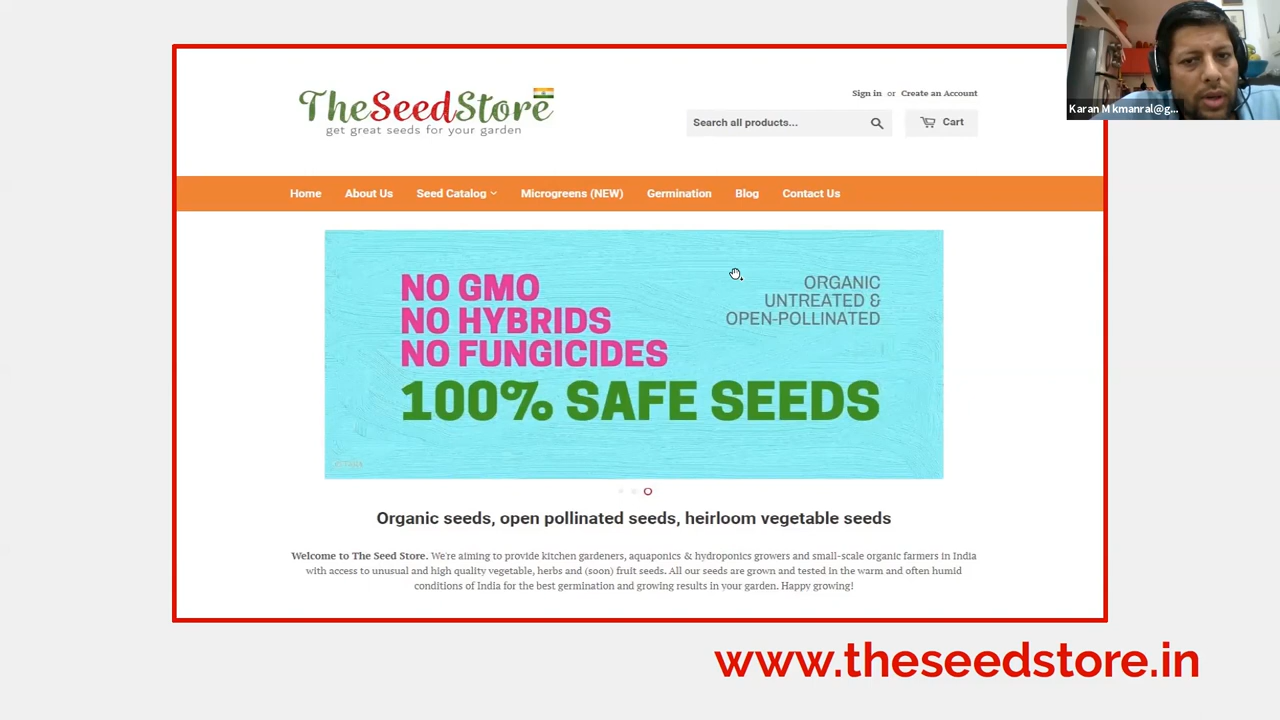 TheSeedStore
get great seeds for your garden
Sign in or Create an Account
Search all products...
Cart
Karan M kmanral@g...
Home About Us Seed Catalog Microgreens (NEW) Germination Blog Contact Us
NO GMO
NO HYBRIDS
NO FUNGICIDES
100% SAFE SEEDS
ORGANIC
UNTREATED &
OPEN-POLLINATED
Organic seeds, open pollinated seeds, heirloom vegetable seeds
Welcome to The Seed Store. We're aiming to provide kitchen gardeners, aquaponics & hydroponics growers and small-scale organic farmers in India
with access to unusual and high quality vegetable, herbs and (soon) fruit seeds. All our seeds are grown and tested in the warm and often humid
conditions of India for the best germination and growing results in your garden. Happy growing!
www.theseedstore.in